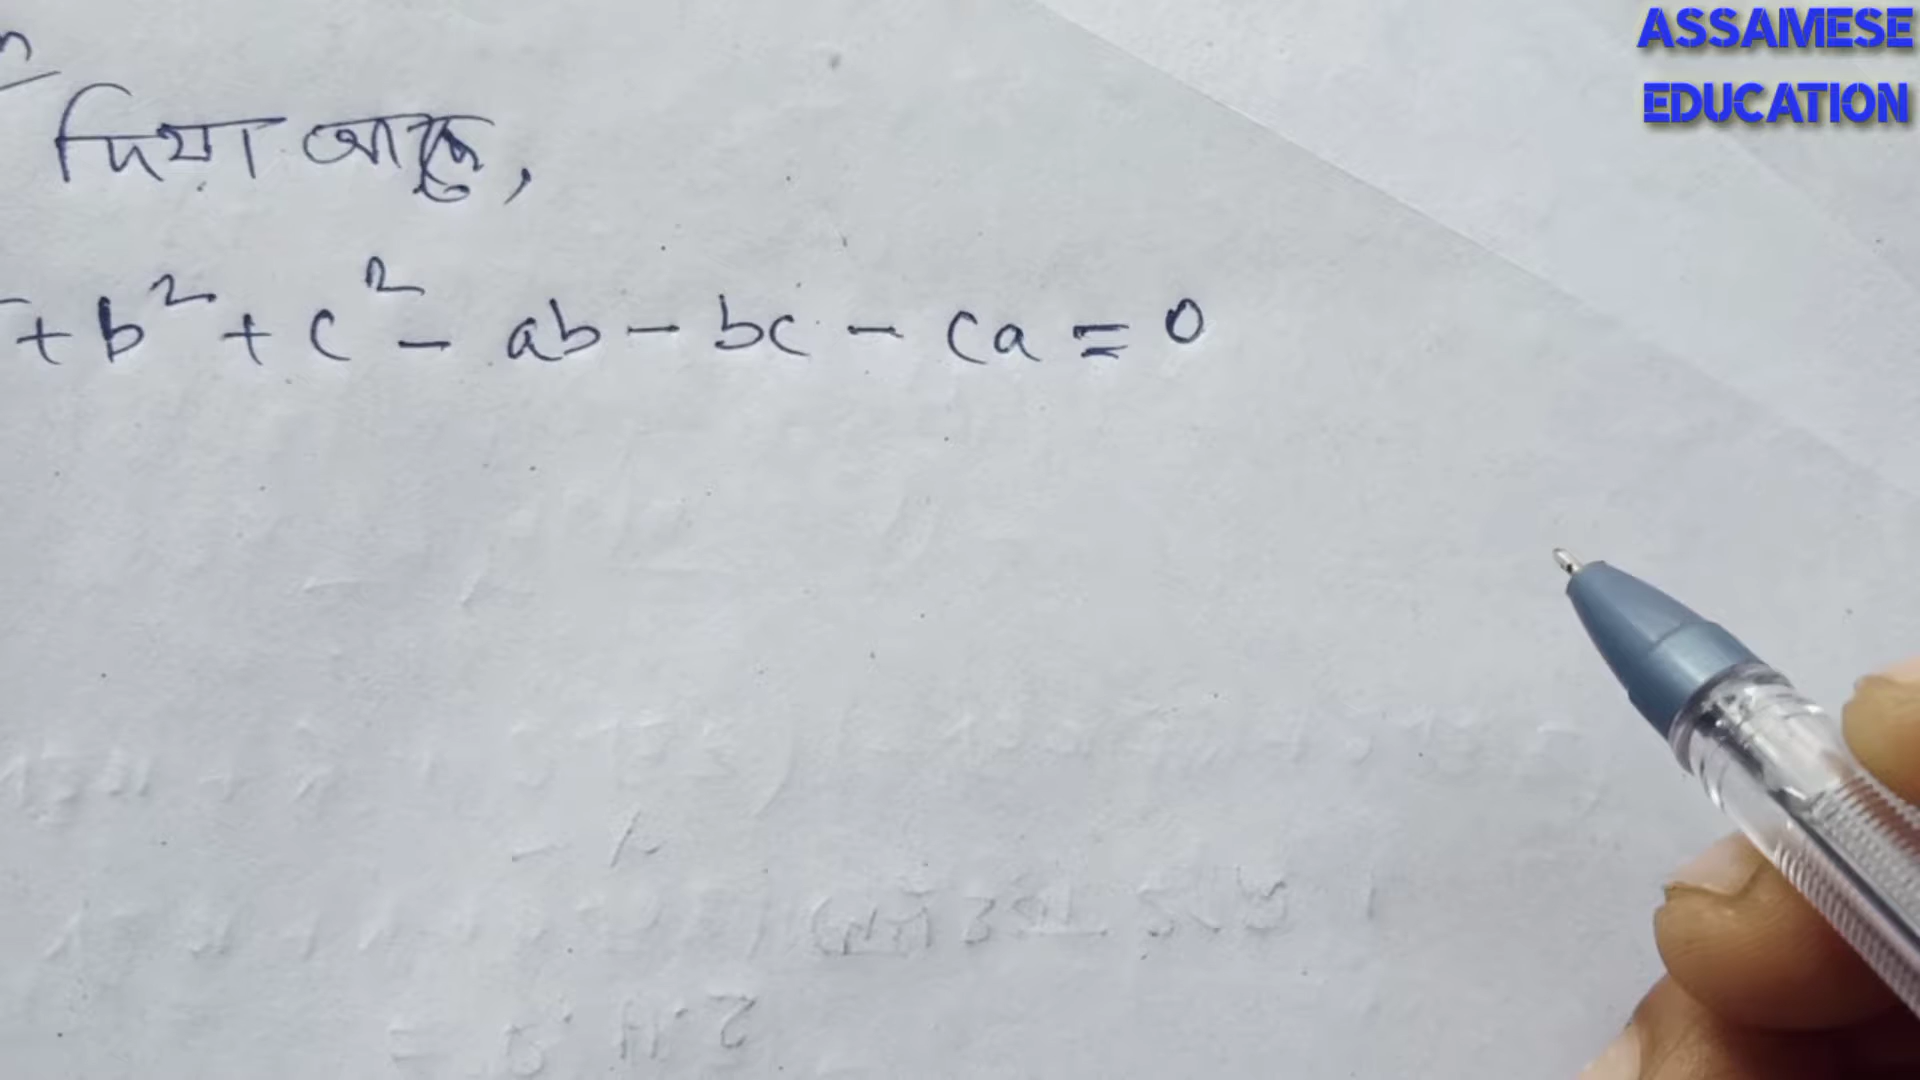 ASSAMESE
EDUCATION
দিয়া আছে,
+ b² + c² - ab - bc - ca = 0